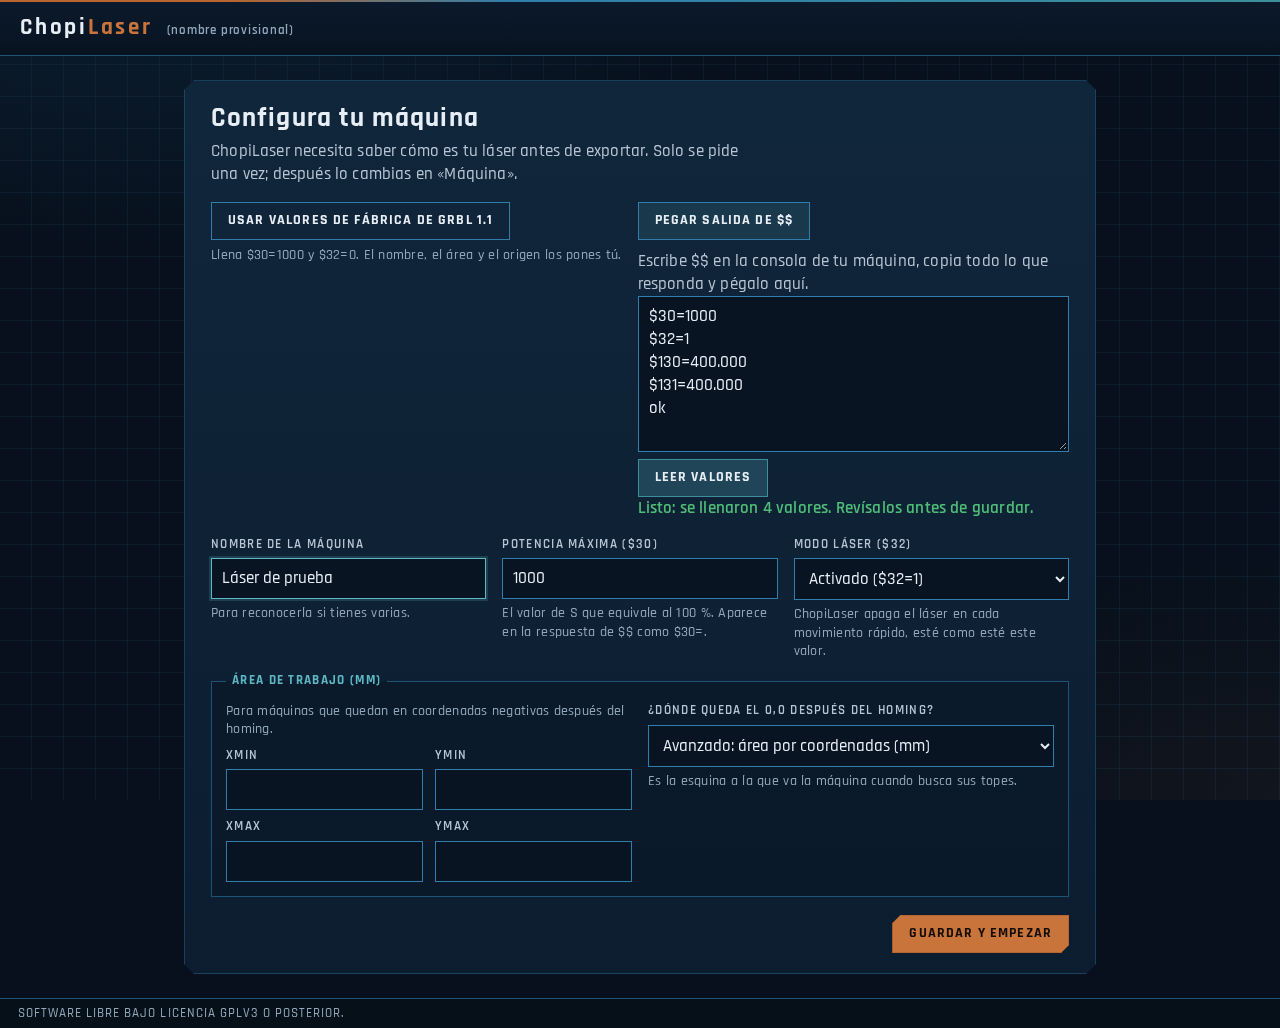 ChopiLaser (nombre provisional)
Configura tu máquina
ChopiLaser necesita saber cómo es tu láser antes de exportar. Solo se pide
una vez; después lo cambias en «Máquina».
USAR VALORES DE FÁBRICA DE GRBL 1.1
Llena $30=1000 y $32=0. El nombre, el área y el origen los pones tú.
PEGAR SALIDA DE $$
Escribe $$ en la consola de tu máquina, copia todo lo que
responda y pégalo aquí.
$30=1000
$32=1
$130=400.000
$131=400.000
ok
LEER VALORES
Listo: se llenaron 4 valores. Revísalos antes de guardar.
NOMBRE DE LA MÁQUINA
Láser de prueba
Para reconocerla si tienes varias.
POTENCIA MÁXIMA ($30)
1000
El valor de S que equivale al 100 %. Aparece
en la respuesta de $$ como $30=.
MODO LÁSER ($32)
Activado ($32=1)
ChopiLaser apaga el láser en cada
movimiento rápido, esté como esté este
valor.
ÁREA DE TRABAJO (MM)
Para máquinas que quedan en coordenadas negativas después del
homing.
XMIN
YMIN
XMAX
YMAX
¿DÓNDE QUEDA EL 0,0 DESPUÉS DEL HOMING?
Avanzado: área por coordenadas (mm)
Es la esquina a la que va la máquina cuando busca sus topes.
GUARDAR Y EMPEZAR
SOFTWARE LIBRE BAJO LICENCIA GPLV3 O POSTERIOR.